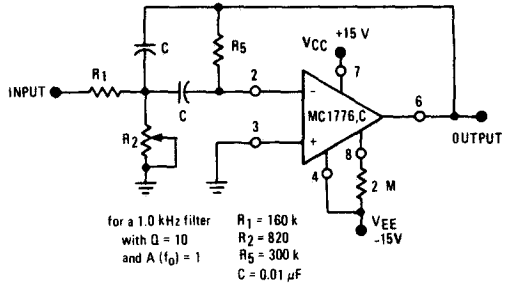 +15 V
VCC
C
R5
7
R1
2
6
INPUT
C
MC1776,C
OUTPUT
R2
3
8
4
2 M
VEE
-15V
for a 1.0 kHz filter
with Q = 10
and A (fo) = 1
R1 = 160 k
R2 = 820
R5 = 300 k
C = 0.01 μF
− 
+